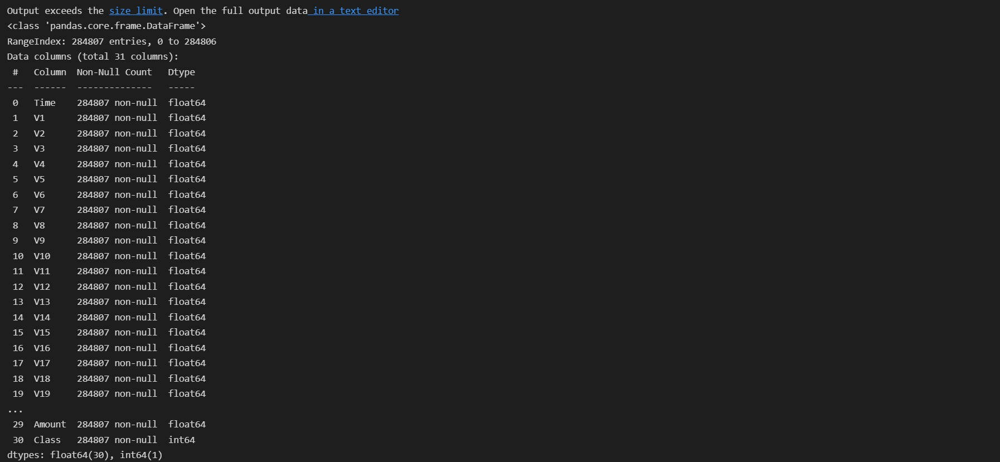 Output exceeds the size limit. Open the full output data in a text editor
<class 'pandas.core.frame.DataFrame'>
RangeIndex: 284807 entries, 0 to 284806
Data columns (total 31 columns):
 #   Column  Non-Null Count   Dtype
---  ------  --------------   -----
 0   Time    284807 non-null  float64
 1   V1      284807 non-null  float64
 2   V2      284807 non-null  float64
 3   V3      284807 non-null  float64
 4   V4      284807 non-null  float64
 5   V5      284807 non-null  float64
 6   V6      284807 non-null  float64
 7   V7      284807 non-null  float64
 8   V8      284807 non-null  float64
 9   V9      284807 non-null  float64
 10  V10     284807 non-null  float64
 11  V11     284807 non-null  float64
 12  V12     284807 non-null  float64
 13  V13     284807 non-null  float64
 14  V14     284807 non-null  float64
 15  V15     284807 non-null  float64
 16  V16     284807 non-null  float64
 17  V17     284807 non-null  float64
 18  V18     284807 non-null  float64
 19  V19     284807 non-null  float64
...
 29  Amount  284807 non-null  float64
 30  Class   284807 non-null  int64
dtypes: float64(30), int64(1)